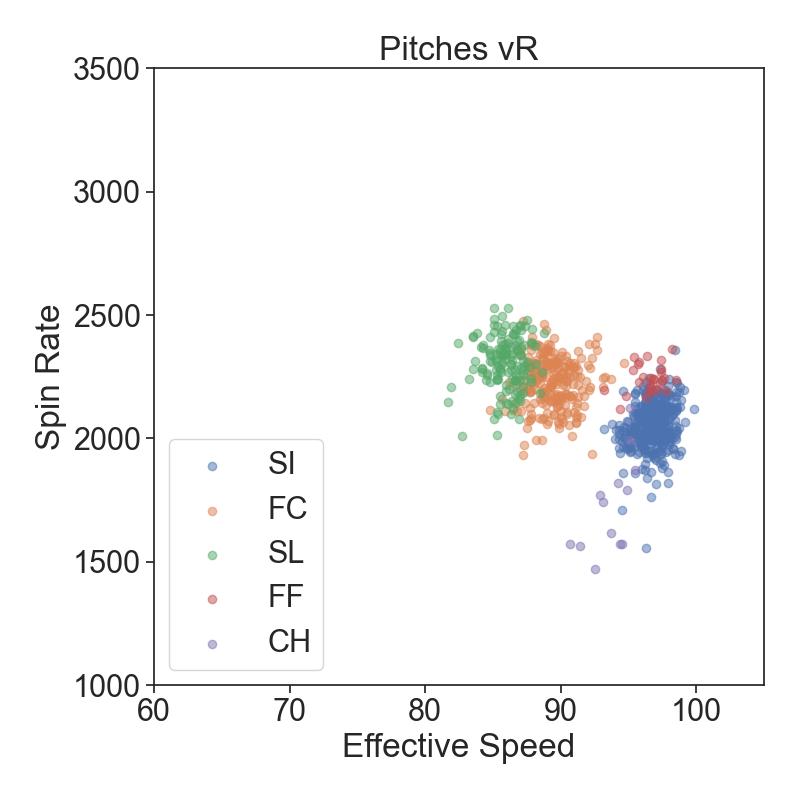 Pitches vR
Spin Rate
3500
3000
2500
2000
1500
1000
SI
FC
SL
FF
CH
60 70 80 90 100
Effective Speed